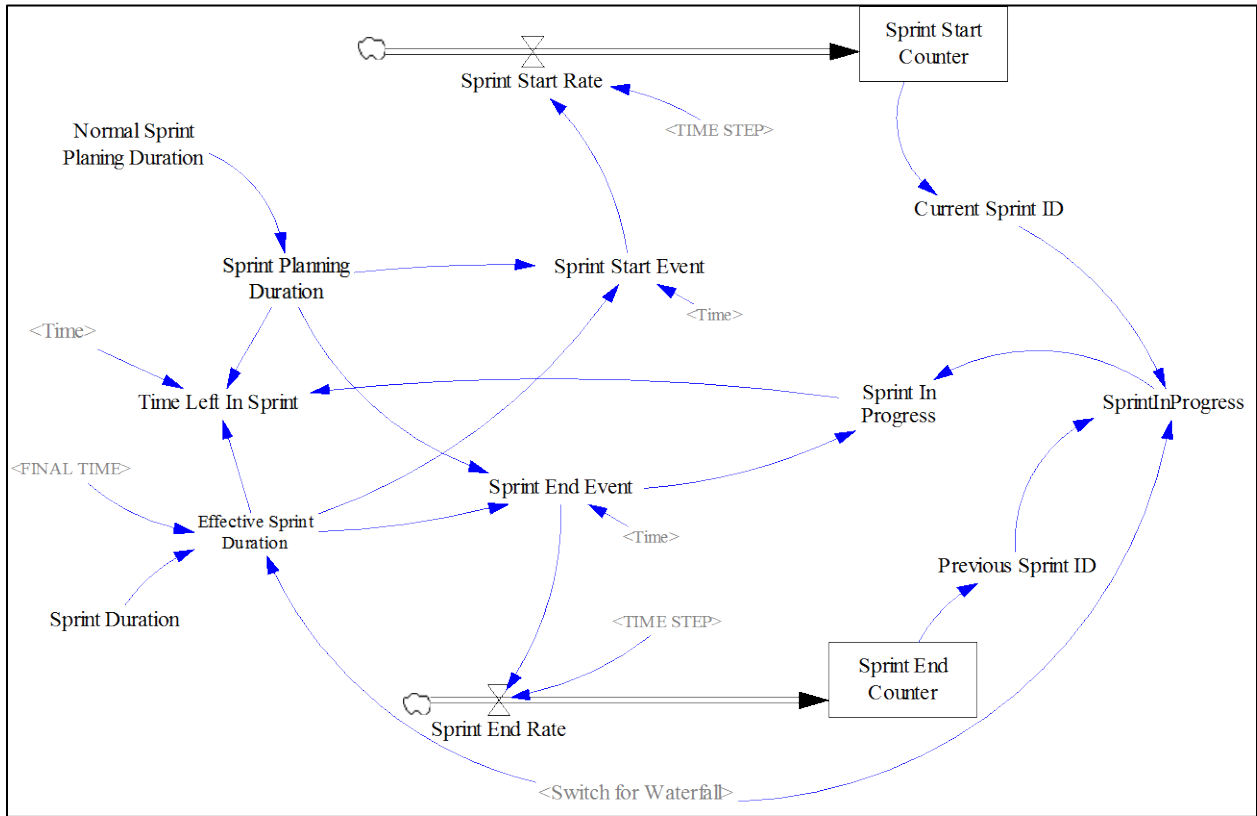 Sprint Start
Counter
Sprint Start Rate
<TIME STEP>
Normal Sprint
Planing Duration
Current Sprint ID
Sprint Planning
Duration
Sprint Start Event
<Time>
<Time>
Time Left In Sprint
Sprint In
Progress
SprintInProgress
<FINAL TIME>
Sprint End Event
Effective Sprint
Duration
<Time>
Previous Sprint ID
Sprint Duration
<TIME STEP>
Sprint End
Counter
Sprint End Rate
<Switch for Waterfall>